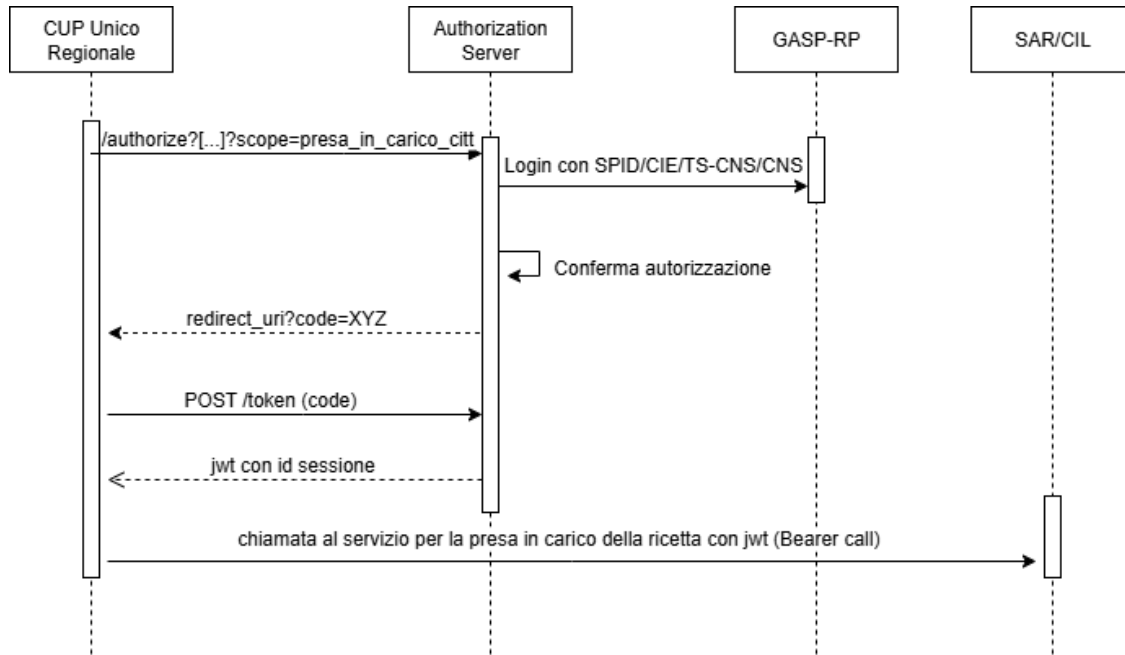 CUP Unico
Regionale
Authorization
Server
GASP-RP
SAR/CIL
/authorize?[...]?scope=presa_in_carico_citt
Login con SPID/CIE/TS-CNS/CNS
Conferma autorizzazione
redirect_uri?code=XYZ
POST /token (code)
jwt con id sessione
chiamata al servizio per la presa in carico della ricetta con jwt (Bearer call)